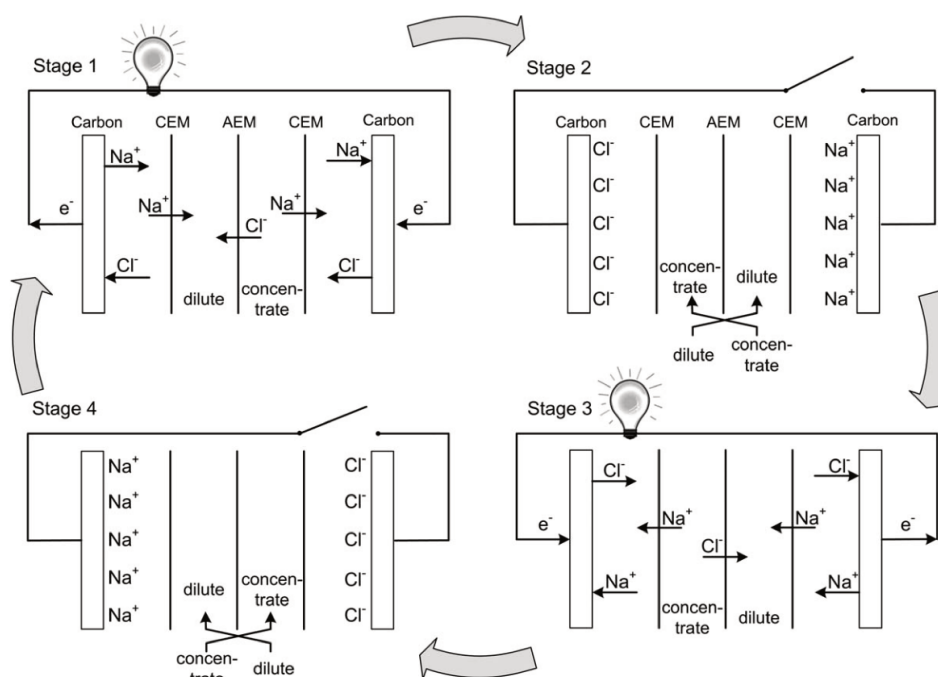 Stage 1
Carbon CEM AEM CEM Carbon
Na⁺ Na⁺
Na⁺ Na⁺
e⁻ Cl⁻ e⁻
Cl⁻ Cl⁻
dilute concen-
trate
Stage 2
Carbon CEM AEM CEM Carbon
Cl⁻ Na⁺
Cl⁻ Na⁺
Cl⁻ Na⁺
Cl⁻ Na⁺
Cl⁻ Na⁺
concen-
trate
dilute
dilute
concen-
trate
Stage 4
Na⁺ Cl⁻
Na⁺ Cl⁻
Na⁺ Cl⁻
Na⁺ Cl⁻
Na⁺ Cl⁻
dilute
concen-
trate
concen-
trate
dilute
Stage 3
Cl⁻ Cl⁻
e⁻ Na⁺ Na⁺ e⁻
Cl⁻
Na⁺ Na⁺
concen-
trate
dilute